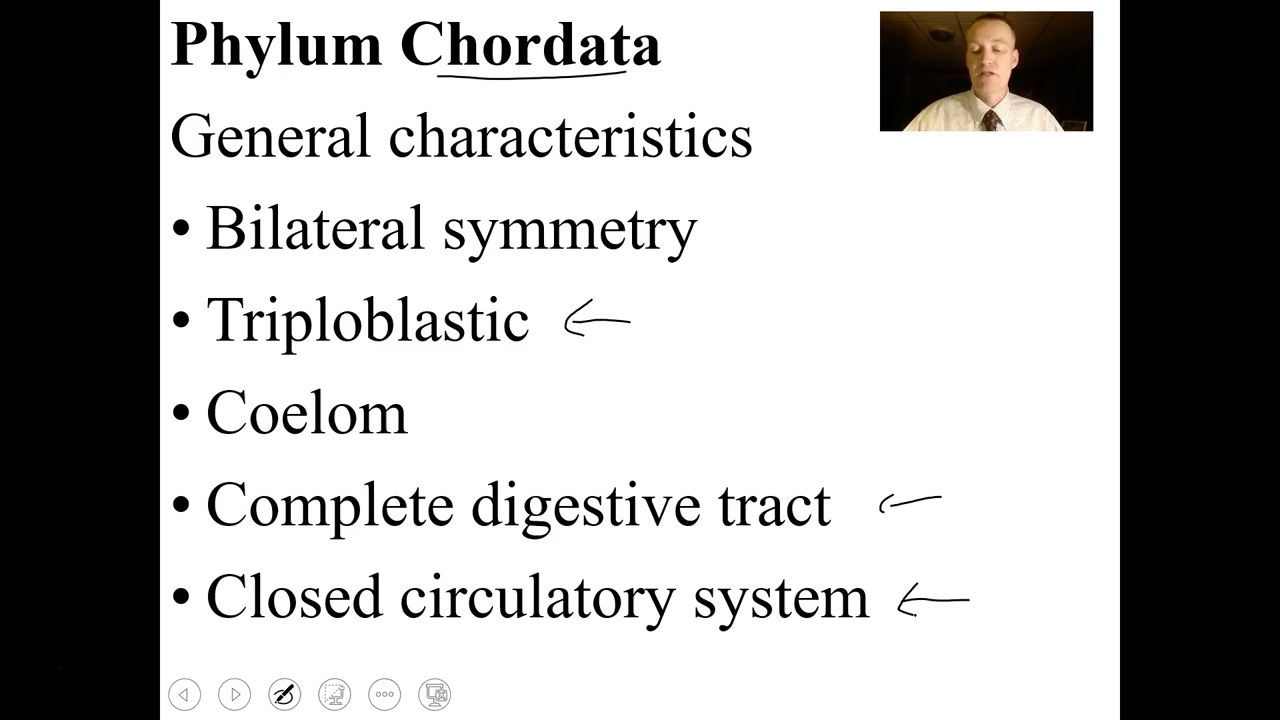 Phylum Chordata
General characteristics
• Bilateral symmetry
• Triploblastic
• Coelom
• Complete digestive tract
• Closed circulatory system